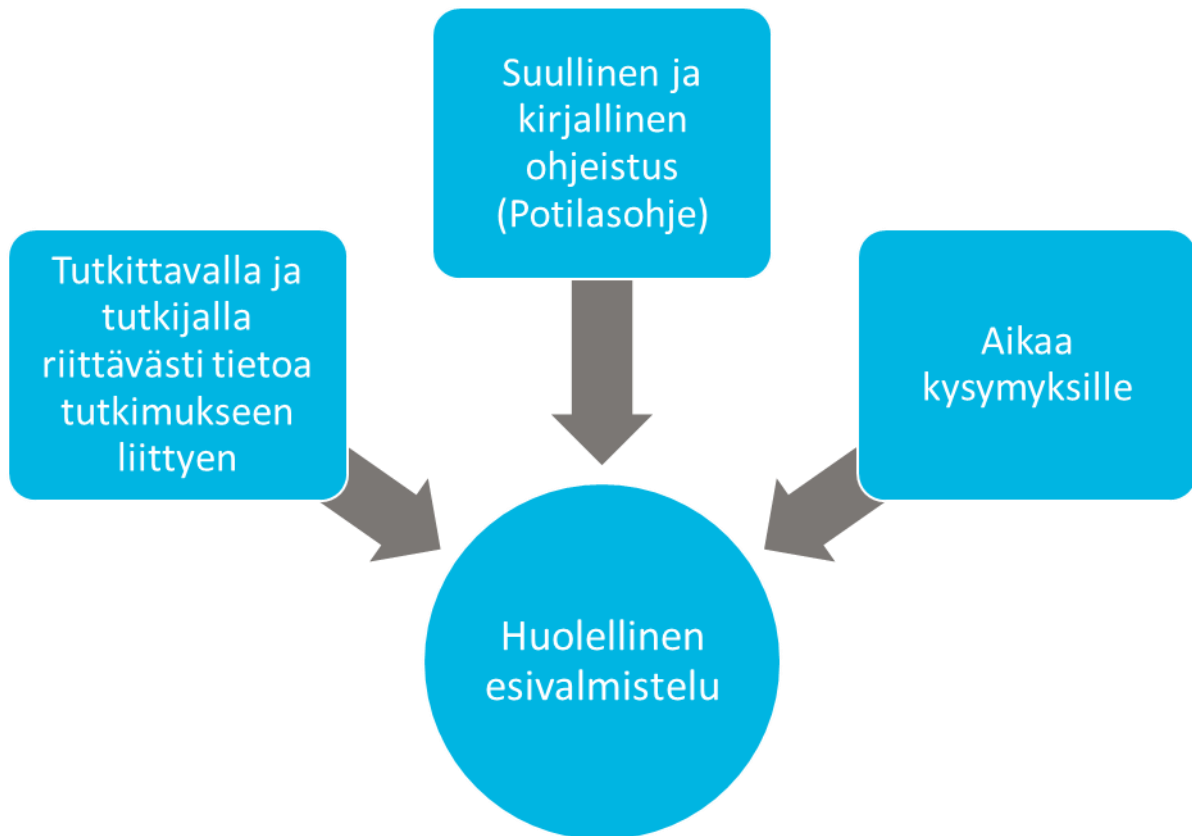 Suullinen ja
kirjallinen
ohjeistus
(Potilasohje)
Tutkittavalla ja
tutkijalla
riittävästi tietoa
tutkimukseen
liittyen
Aikaa
kysymyksille
Huolellinen
esivalmistelu